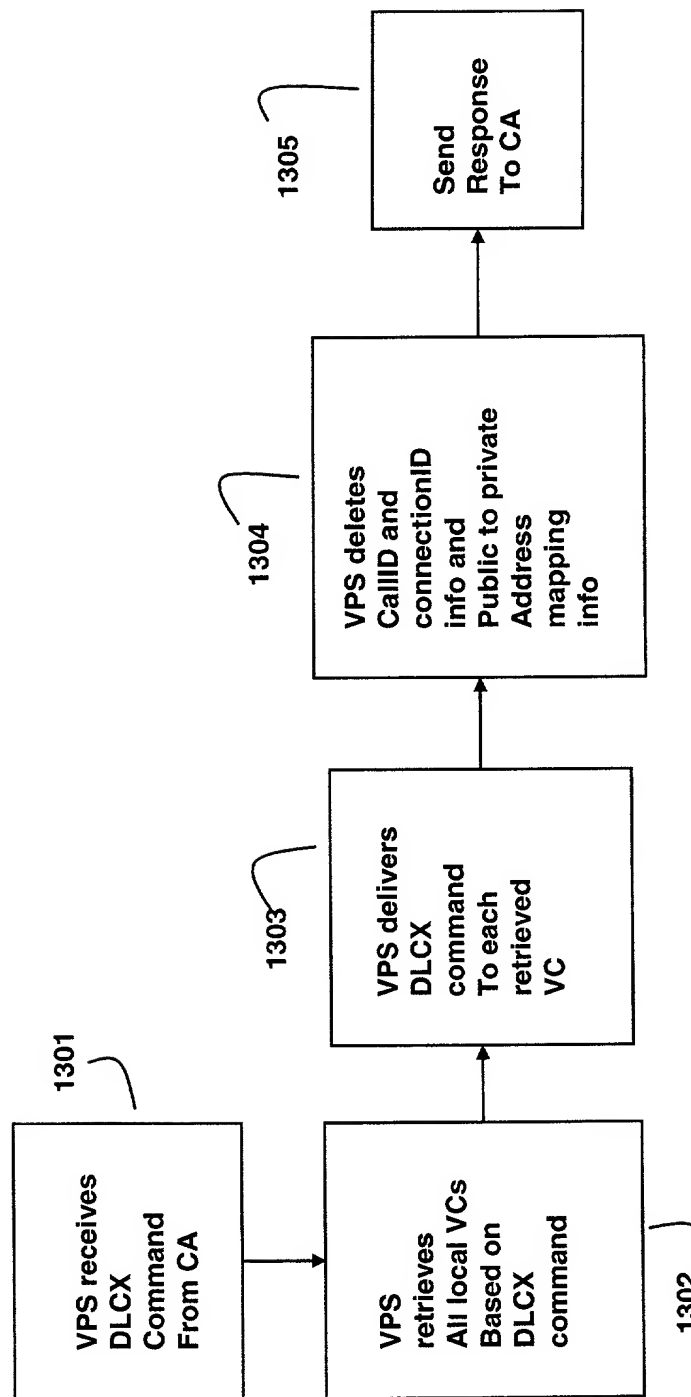 1301
VPS receives
DLCX
Command
From CA
VPS
retrieves
All local VCs
Based on
DLCX
command
1302
1303
VPS delivers
DLCX
command
To each
retrieved
VC
1304
VPS deletes
CallID and
connectionID
info and
Public to private
Address
mapping
info
1305
Send
Response
To CA